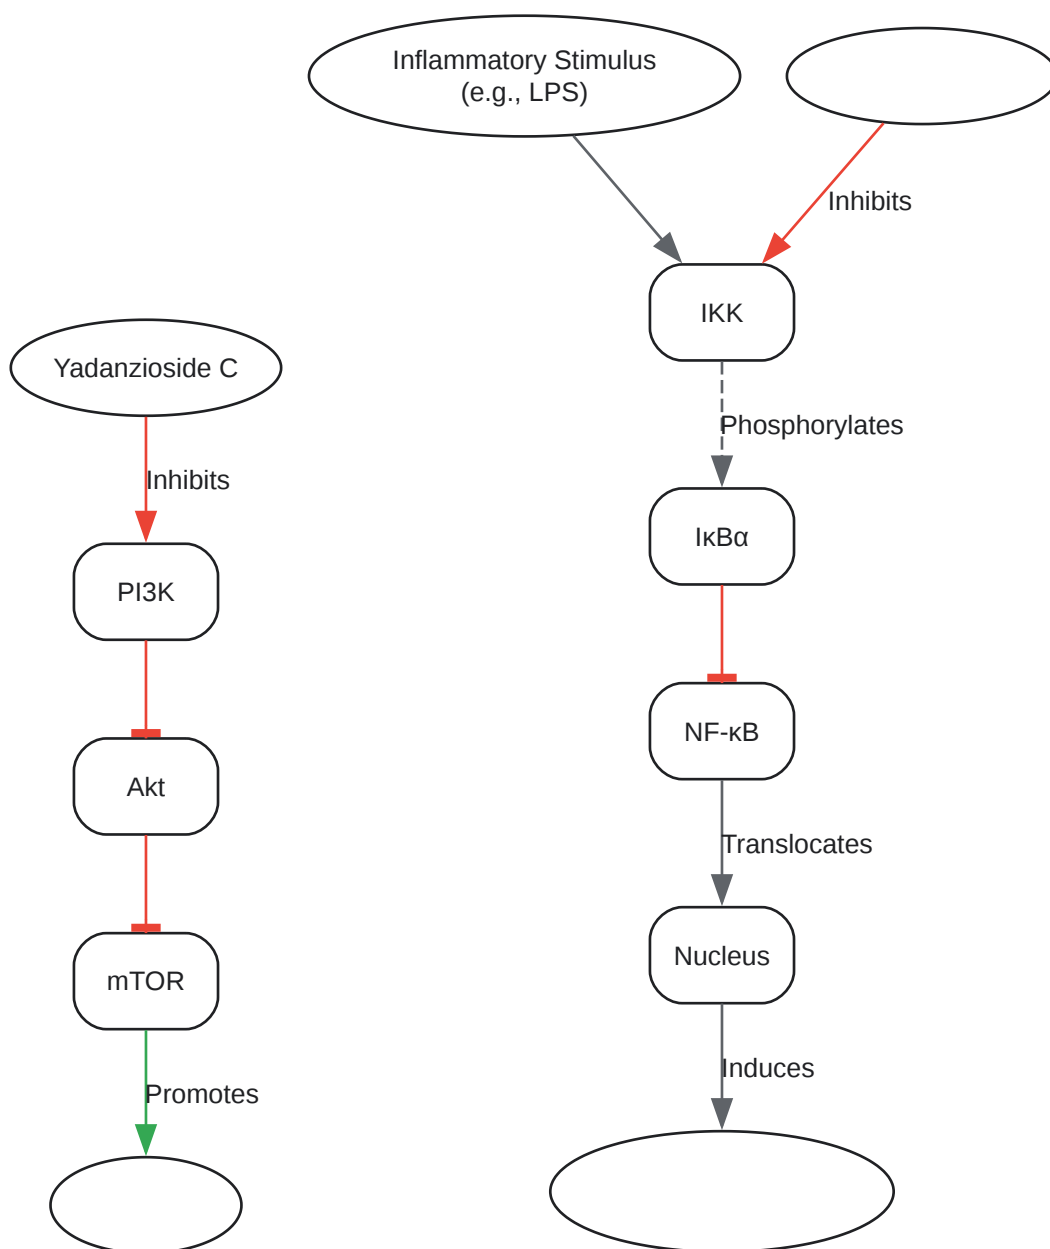 Inflammatory Stimulus
(e.g., LPS)
Inhibits
IKK
Yadanzioside C
Phosphorylates
Inhibits
IκBα
PI3K
NF-κB
Akt
Translocates
Nucleus
mTOR
Induces
Promotes